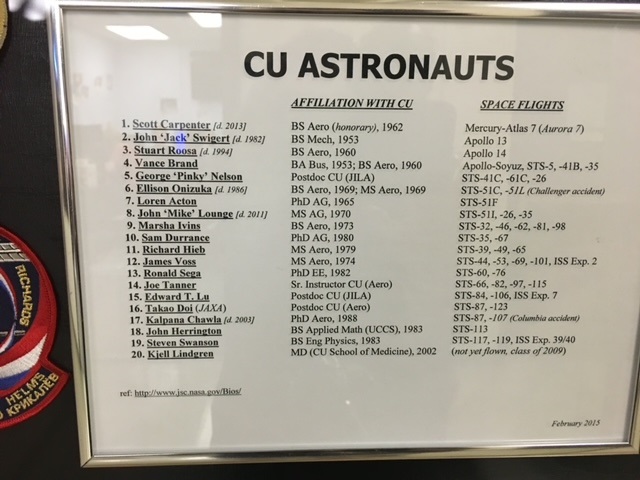 CU ASTRONAUTS
AFFILIATION WITH CU SPACE FLIGHTS
1. Scott Carpenter [d. 2013] BS Aero (honorary), 1962 Mercury-Atlas 7 (Aurora 7)
2. John ‘Jack’ Swigert [d. 1982] BS Mech, 1953 Apollo 13
3. Stuart Roosa [d. 1994] BS Aero, 1960 Apollo 14
4. Vance Brand BA Bus, 1953; BS Aero, 1960 Apollo-Soyuz, STS-5, -41B, -35
5. George ‘Pinky’ Nelson Postdoc CU (JILA) STS-41C, -61C, -26
6. Ellison Onizuka [d. 1986] BS Aero, 1969; MS Aero, 1969 STS-51C, -51L (Challenger accident)
7. Loren Acton PhD AG, 1965 STS-51F
8. John ‘Mike’ Lounge [d. 2011] MS AG, 1970 STS-51I, -26, -35
9. Marsha Ivins BS Aero, 1973 STS-32, -46, -62, -81, -98
10. Sam Durrance PhD AG, 1980 STS-35, -67
11. Richard Hieb MS Aero, 1979 STS-39, -49, -65
12. James Voss MS Aero, 1974 STS-44, -53, -69, -101, ISS Exp. 2
13. Ronald Sega PhD EE, 1982 STS-60, -76
14. Joe Tanner Sr. Instructor CU (Aero) STS-66, -82, -97, -115
15. Edward T. Lu Postdoc CU (JILA) STS-84, -106, ISS Exp. 7
16. Takao Doi (JAXA) Postdoc CU (Aero) STS-87, -123
17. Kalpana Chawla [d. 2003] PhD Aero, 1988 STS-87, -107 (Columbia accident)
18. John Herrington BS Applied Math (UCCS), 1983 STS-113
19. Steven Swanson BS Eng Physics, 1983 STS-117, -119, ISS Exp. 39/40
20. Kjell Lindgren MD (CU School of Medicine), 2002 (not yet flown, class of 2009)
ref: http://www.jsc.nasa.gov/Bios/
February 2015
RICHARDS
HELMS
КРИКАЛЁВ